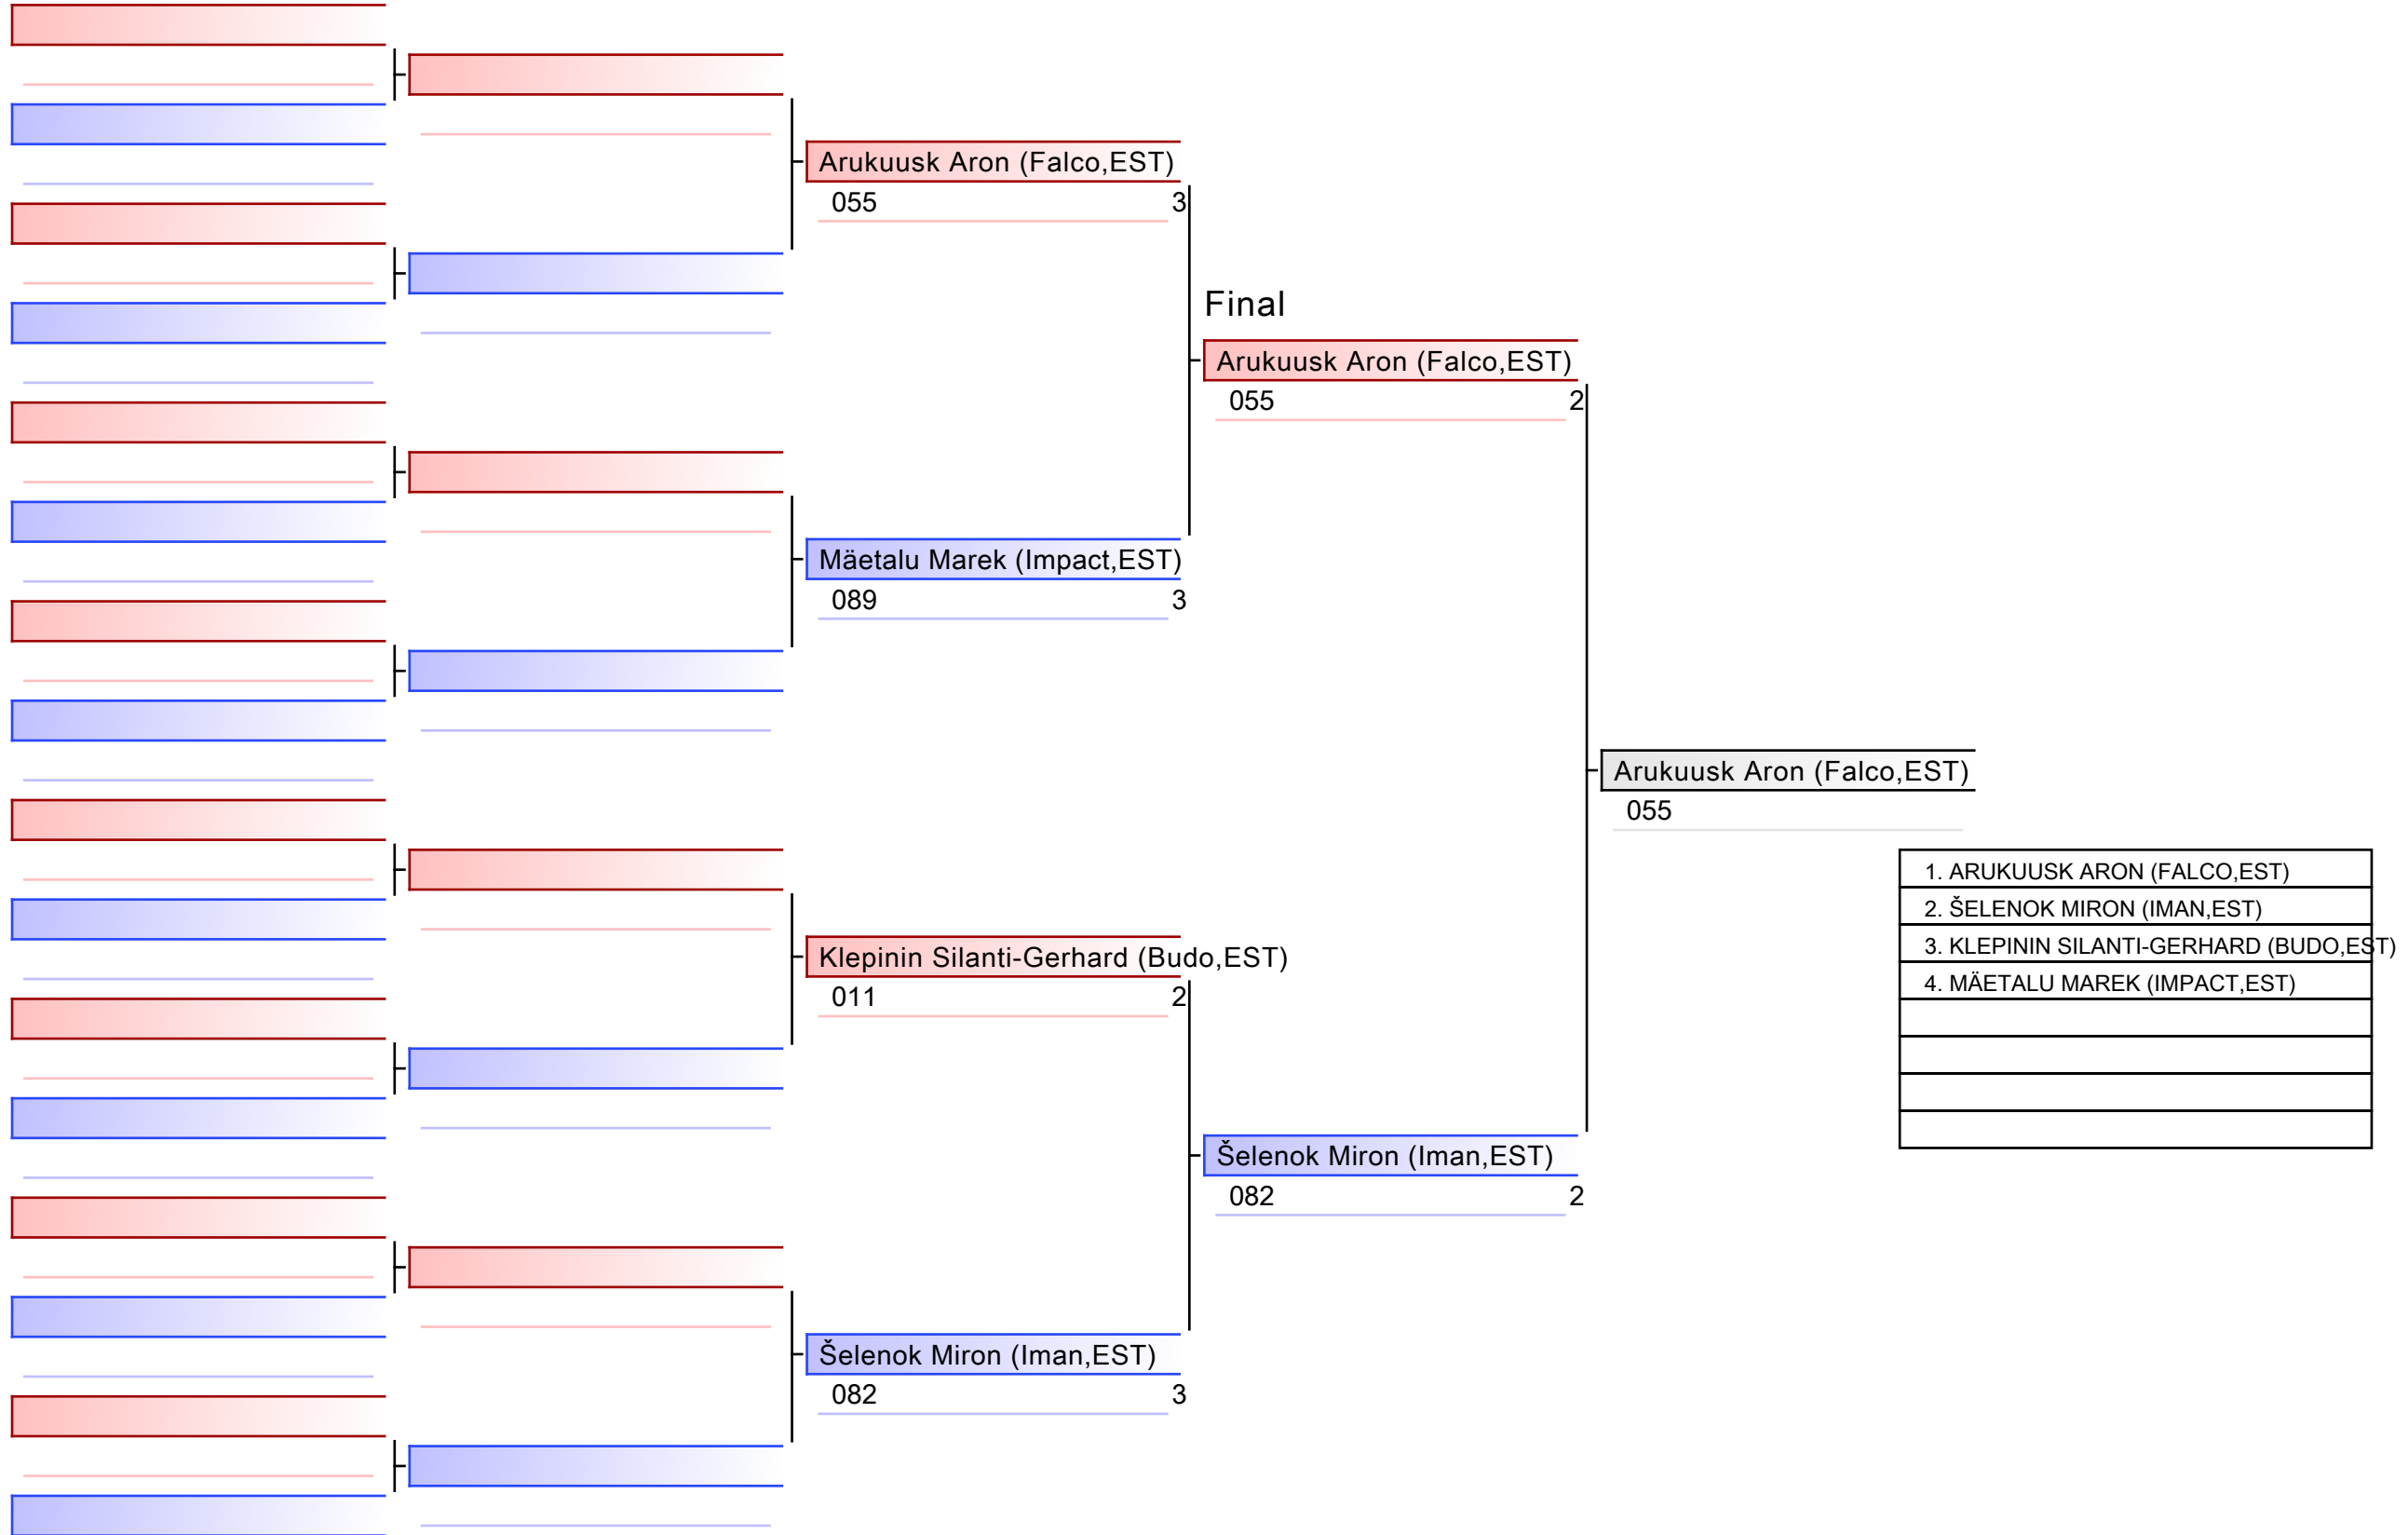 Arukuusk Aron (Falco,EST)
055 3
Final
Arukuusk Aron (Falco,EST)
055 2
Mäetalu Marek (Impact,EST)
089 3
Arukuusk Aron (Falco,EST)
055
1. ARUKUUSK ARON (FALCO,EST)
2. ŠELENOK MIRON (IMAN,EST)
3. KLEPININ SILANTI-GERHARD (BUDO,EST)
4. MÄETALU MAREK (IMPACT,EST)
Klepinin Silanti-Gerhard (Budo,EST)
011 2
Šelenok Miron (Iman,EST)
082 2
Šelenok Miron (Iman,EST)
082 3